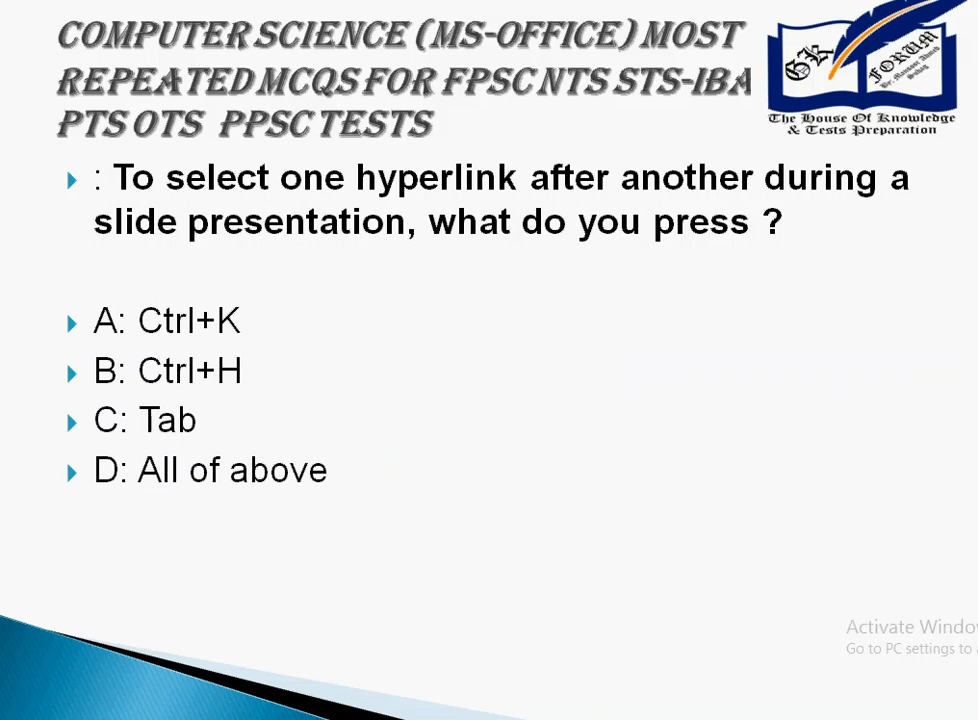 COMPUTER SCIENCE (MS-OFFICE) MOST
REPEATED MCQS FOR FPSC NTS STS-IBA
PTS OTS PPSC TESTS
GK
FORUM
The House Of Knowledge
& Tests Preparation
: To select one hyperlink after another during a
slide presentation, what do you press ?
A: Ctrl+K
B: Ctrl+H
C: Tab
D: All of above
Activate Windo
Go to PC settings to